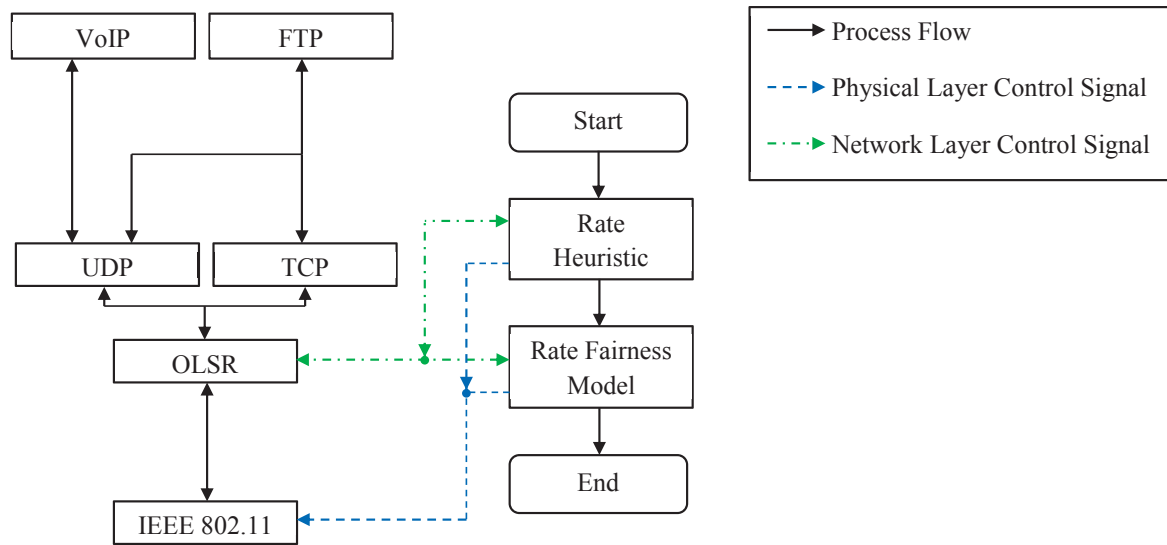 VoIP
FTP
Process Flow
Physical Layer Control Signal
Network Layer Control Signal
Start
Rate
Heuristic
UDP
TCP
OLSR
Rate Fairness
Model
End
IEEE 802.11